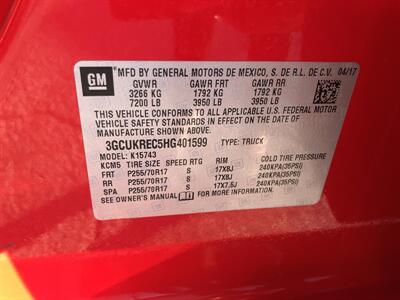 GM MFD BY GENERAL MOTORS DE MEXICO, S. DE R.L. DE C.V. 04/17
GVWR GAWR FRT GAWR RR
3266 KG 1792 KG 1792 KG
7200 LB 3950 LB 3950 LB
THIS VEHICLE CONFORMS TO ALL APPLICABLE U.S. FEDERAL MOTOR
VEHICLE SAFETY STANDARDS IN EFFECT ON THE DATE OF
MANUFACTURE SHOWN ABOVE.
3GCUKREC5HG401599 TYPE: TRUCK
MODEL: K15743
KCM5 TIRE SIZE SPEED RTG RIM COLD TIRE PRESSURE
FRT P255/70R17 S 17X8J 240KPA(35PSI)
RR P255/70R17 S 17X8J 240KPA(35PSI)
SPA P255/70R17 S 17X7.5J 240KPA(35PSI)
SEE OWNER MANUAL FOR MORE INFORMATION.